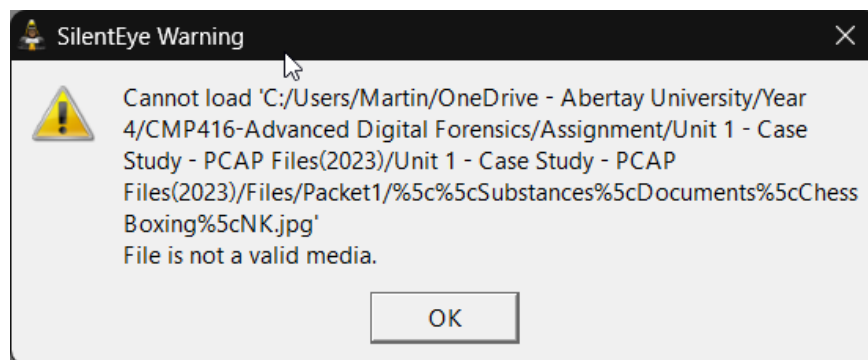 SilentEye Warning
Cannot load 'C:/Users/Martin/OneDrive - Abertay University/Year
4/CMP416-Advanced Digital Forensics/Assignment/Unit 1 - Case
Study - PCAP Files(2023)/Unit 1 - Case Study - PCAP
Files(2023)/Files/Packet1/%5c%5cSubstances%5cDocuments%5cChess
Boxing%5cNK.jpg'
File is not a valid media.
OK